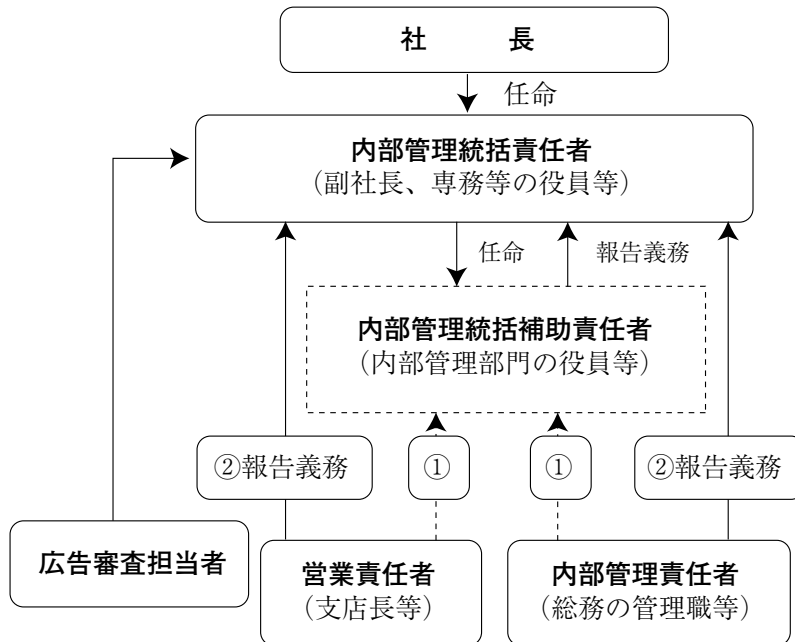 社　　　長
任命
内部管理統括責任者
（副社長、専務等の役員等）
任命
報告義務
内部管理統括補助責任者
（内部管理部門の役員等）
②報告義務
①
①
②報告義務
広告審査担当者
営業責任者
（支店長等）
内部管理責任者
（総務の管理職等）